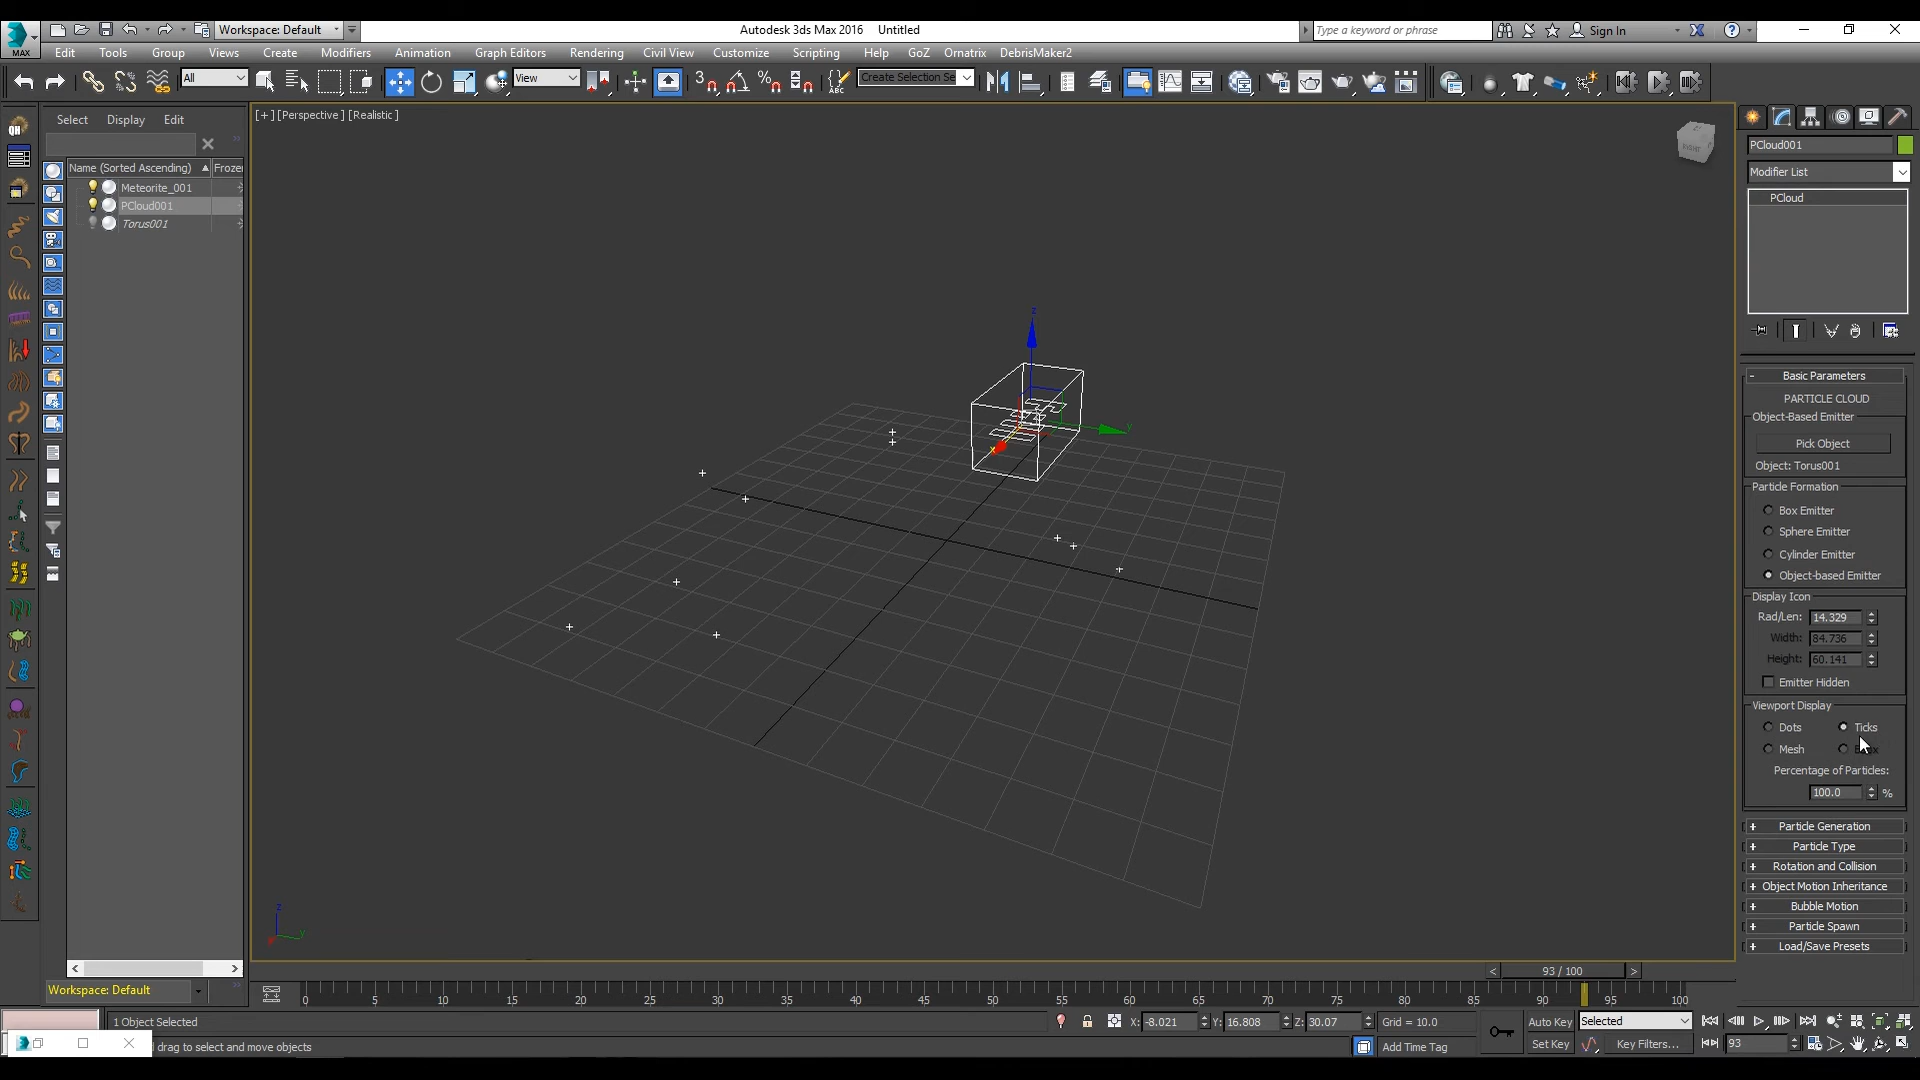 Workspace: Default
Autodesk 3ds Max 2016    Untitled
Type a keyword or phrase
Sign In
MAX
Edit Tools Group Views Create Modifiers Animation Graph Editors Rendering Civil View Customize Scripting Help GoZ Ornatrix DebrisMaker2
All
View
3
Create Selection Se
ABC
Select Display Edit
[+] [Perspective ] [Realistic ]
QH
Name (Sorted Ascending) Froze
Meteorite_001
PCloud001
Torus001
RIGHT
z
y
x
z
y
PCloud001
Modifier List
PCloud
- Basic Parameters
PARTICLE CLOUD
Object-Based Emitter
Pick Object
Object: Torus001
Particle Formation
Box Emitter
Sphere Emitter
Cylinder Emitter
Object-based Emitter
Display Icon
Rad/Len: 14.329
Width: 84.736
Height: 60.141
Emitter Hidden
Viewport Display
Dots Ticks
Mesh
Percentage of Particles:
100.0 %
+ Particle Generation
+ Particle Type
+ Rotation and Collision
+ Object Motion Inheritance
+ Bubble Motion
+ Particle Spawn
+ Load/Save Presets
< 93 / 100 >
Workspace: Default
0 5 10 15 20 25 30 35 40 45 50 55 60 65 70 75 80 85 90 95 100
1 Object Selected
X: -8.021 Y: 16.808 Z: 30.07
Grid = 10.0
Auto Key
Selected
drag to select and move objects
Add Time Tag
Set Key
Key Filters...
93